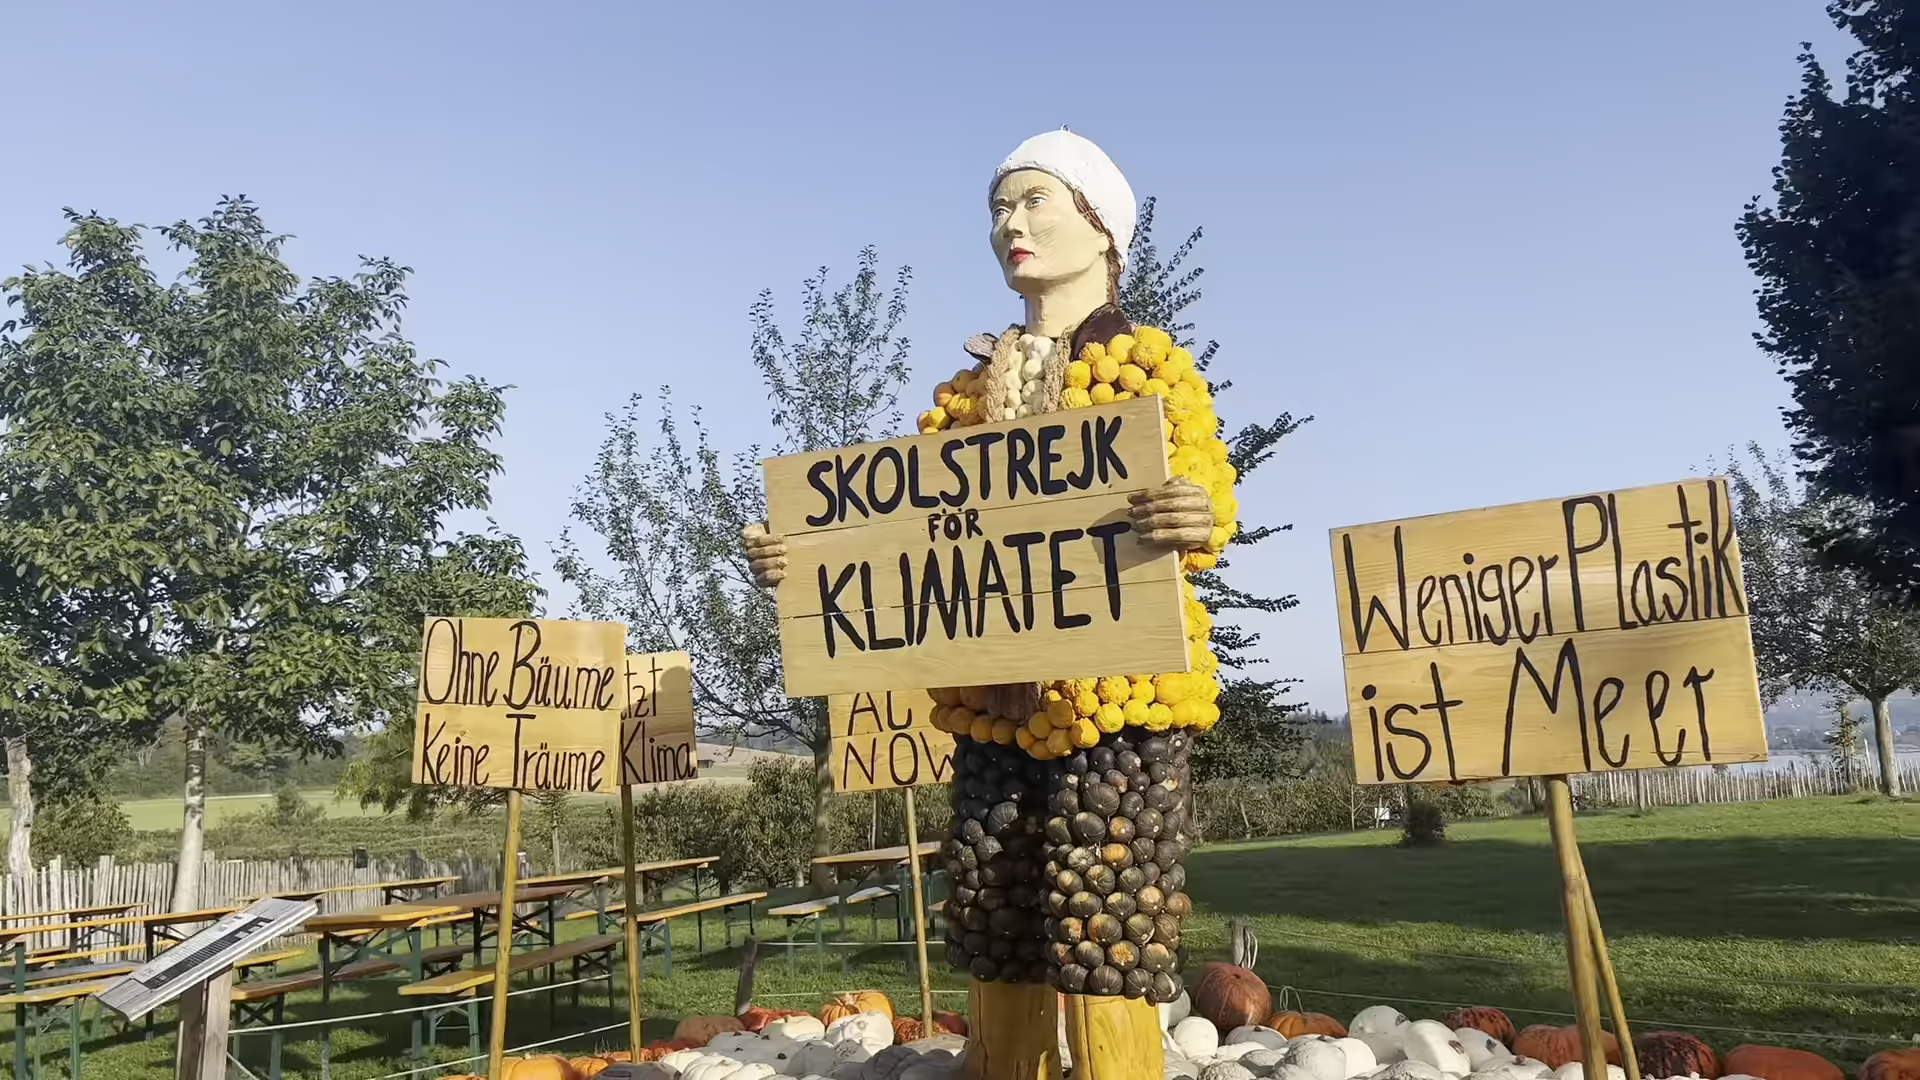 SKOLSTREJK
FÖR
KLIMATET
Ohne Bäume
Keine Träume
Klima
NOW
Weniger Plastik
ist Meer